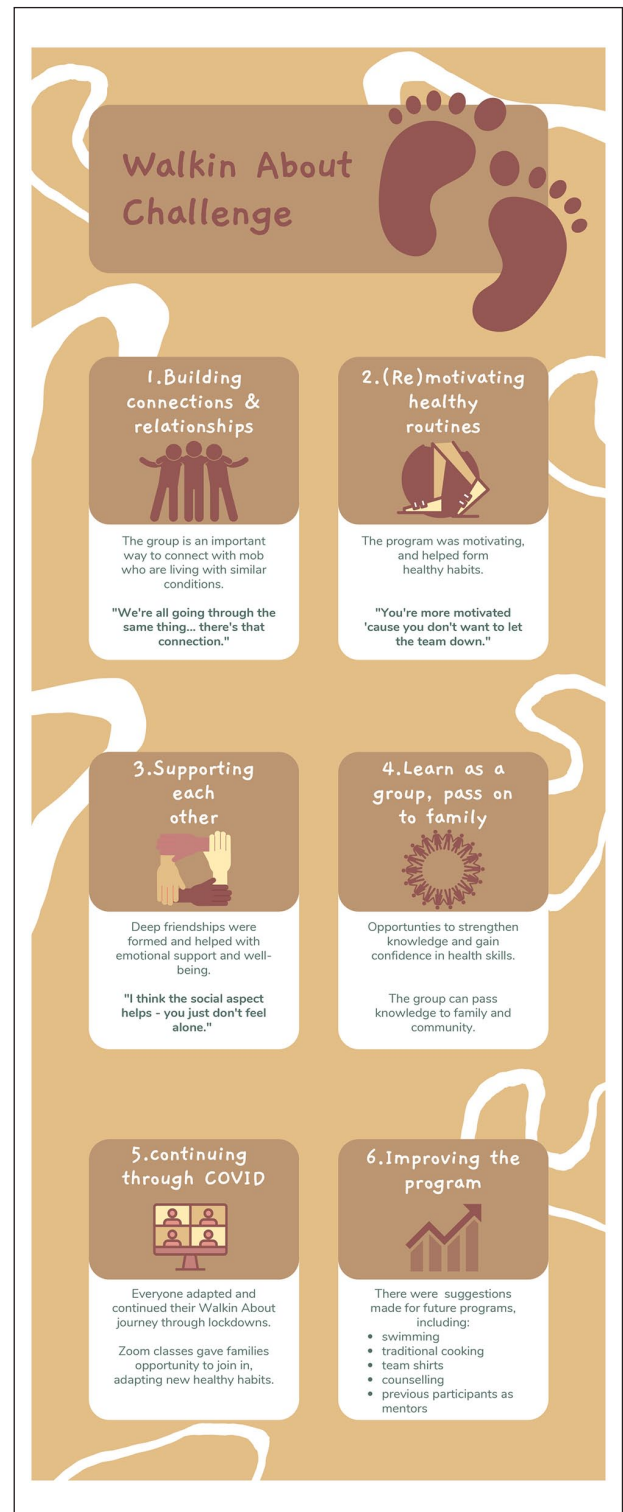 Walkin About
Challenge
1.Building
connections &
relationships
The group is an important
way to connect with mob
who are living with similar
conditions.
"We're all going through the
same thing... there's that
connection."
2.(Re)motivating
healthy
routines
The program was motivating,
and helped form
healthy habits.
"You're more motivated
'cause you don't want to let
the team down."
3.Supporting
each
other
Deep friendships were
formed and helped with
emotional support and well-
being.
"I think the social aspect
helps - you just don't feel
alone."
4.Learn as a
group, pass on
to family
Opportunties to strengthen
knowledge and gain
confidence in health skills.
The group can pass
knowledge to family and
community.
5.continuing
through COVID
Everyone adapted and
continued their Walkin About
journey through lockdowns.
Zoom classes gave families
opportunity to join in,
adapting new healthy habits.
6.Improving the
program
There were suggestions
made for future programs,
including:
• swimming
• traditional cooking
• team shirts
• counselling
• previous participants as
mentors